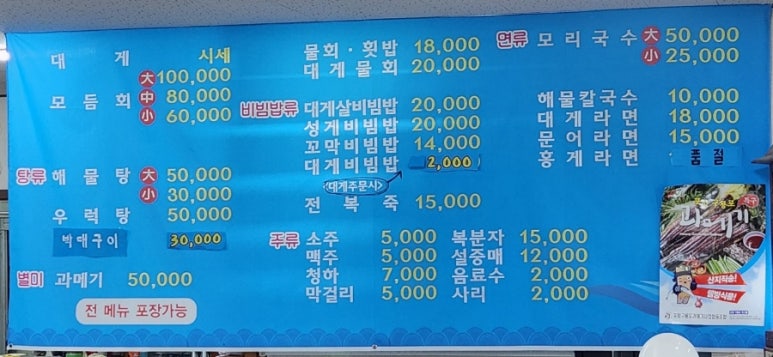 대게 시세
모듬회 大 100,000
中 80,000
小 60,000
탕류 해물탕 大 50,000
小 30,000
우럭탕 50,000
박대구이 30,000
별미 과메기 50,000
전 메뉴 포장가능
물회·횟밥 18,000
대게물회 20,000
비빔밥류 대게살비빔밥 20,000
성게비빔밥 20,000
꼬막비빔밥 14,000
대게비빔밥 2,000
<대게주문시>
전복죽 15,000
주류 소주 5,000 복분자 15,000
맥주 5,000 설중매 12,000
청하 7,000 음료수 2,000
막걸리 5,000 사리 2,000
면류 모리국수 大 50,000
小 25,000
해물칼국수 10,000
대게라면 18,000
문어라면 15,000
홍게라면 품절
과메기
산지직송!